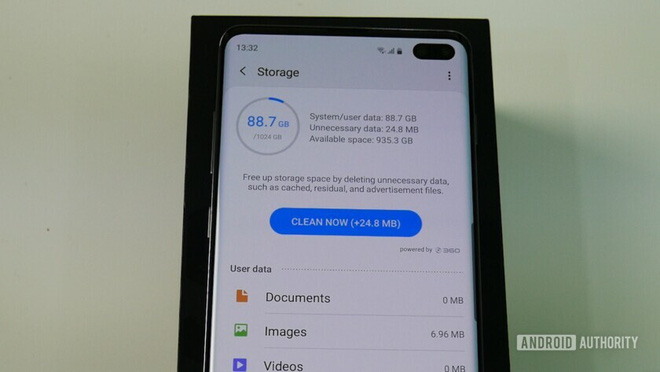 13:32
Storage
88.7 GB
/1024 GB
System/user data: 88.7 GB
Unnecessary data: 24.8 MB
Available space: 935.3 GB
Free up storage space by deleting unnecessary data,
such as cached, residual, and advertisement files.
CLEAN NOW (+24.8 MB)
powered by 360
User data
Documents 0 MB
Images 6.96 MB
Videos 0 MB
ANDROID AUTHORITY